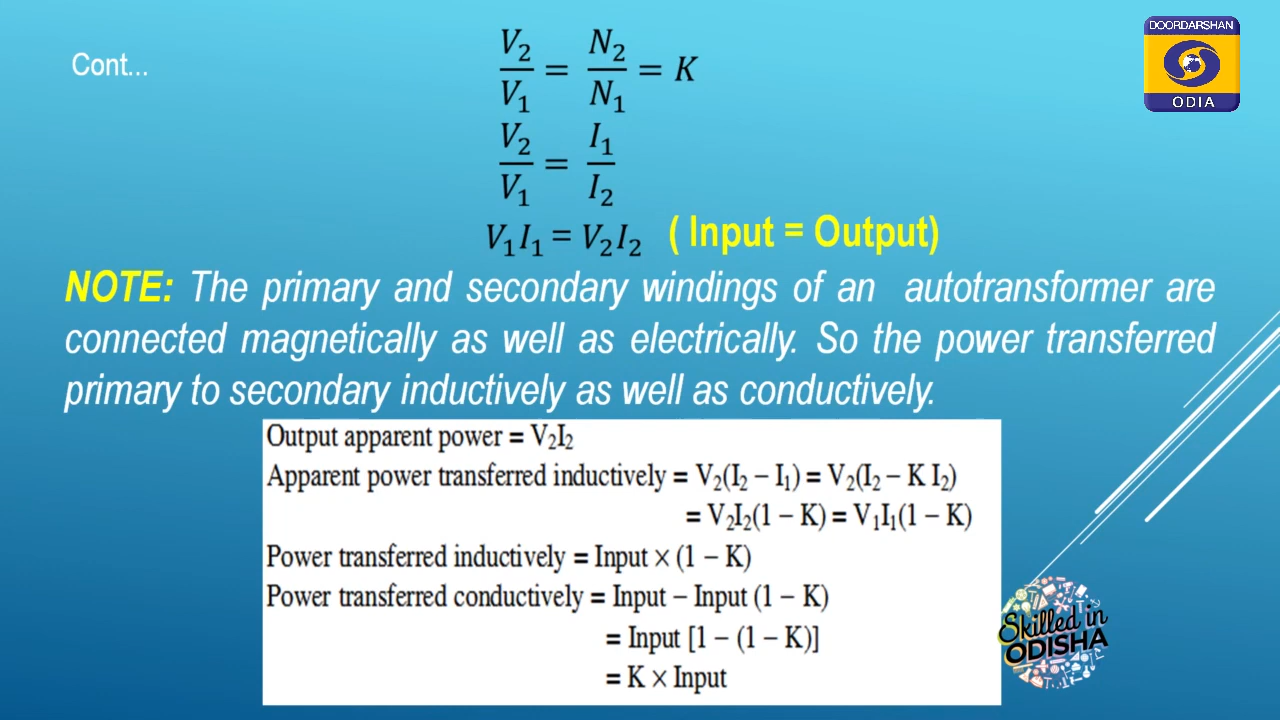 Cont...
V₂/V₁ = N₂/N₁ = K
V₂/V₁ = I₁/I₂
V₁I₁ = V₂I₂ ( Input = Output)
NOTE: The primary and secondary windings of an autotransformer are
connected magnetically as well as electrically. So the power transferred
primary to secondary inductively as well as conductively.
Output apparent power = V₂I₂
Apparent power transferred inductively = V₂(I₂ − I₁) = V₂(I₂ − K I₂)
= V₂I₂(1 − K) = V₁I₁(1 − K)
Power transferred inductively = Input × (1 − K)
Power transferred conductively = Input − Input (1 − K)
= Input [1 − (1 − K)]
= K × Input
DOORDARSHAN
ODIA
Skilled in
ODISHA